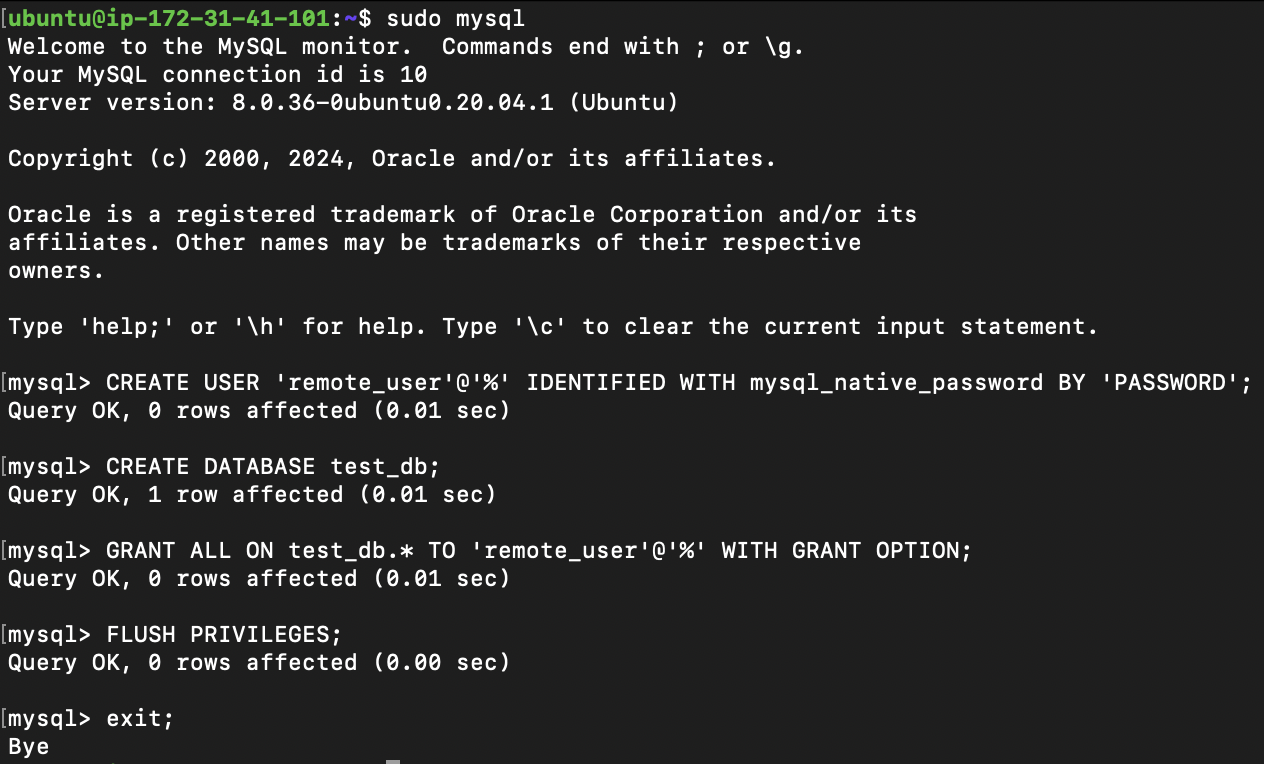 [ubuntu@ip-172-31-41-101:~$ sudo mysql
Welcome to the MySQL monitor.  Commands end with ; or \g.
Your MySQL connection id is 10
Server version: 8.0.36-0ubuntu0.20.04.1 (Ubuntu)
Copyright (c) 2000, 2024, Oracle and/or its affiliates.
Oracle is a registered trademark of Oracle Corporation and/or its
affiliates. Other names may be trademarks of their respective
owners.
Type 'help;' or '\h' for help. Type '\c' to clear the current input statement.
[mysql> CREATE USER 'remote_user'@'%' IDENTIFIED WITH mysql_native_password BY 'PASSWORD';
Query OK, 0 rows affected (0.01 sec)
[mysql> CREATE DATABASE test_db;
Query OK, 1 row affected (0.01 sec)
[mysql> GRANT ALL ON test_db.* TO 'remote_user'@'%' WITH GRANT OPTION;
Query OK, 0 rows affected (0.01 sec)
[mysql> FLUSH PRIVILEGES;
Query OK, 0 rows affected (0.00 sec)
[mysql> exit;
Bye